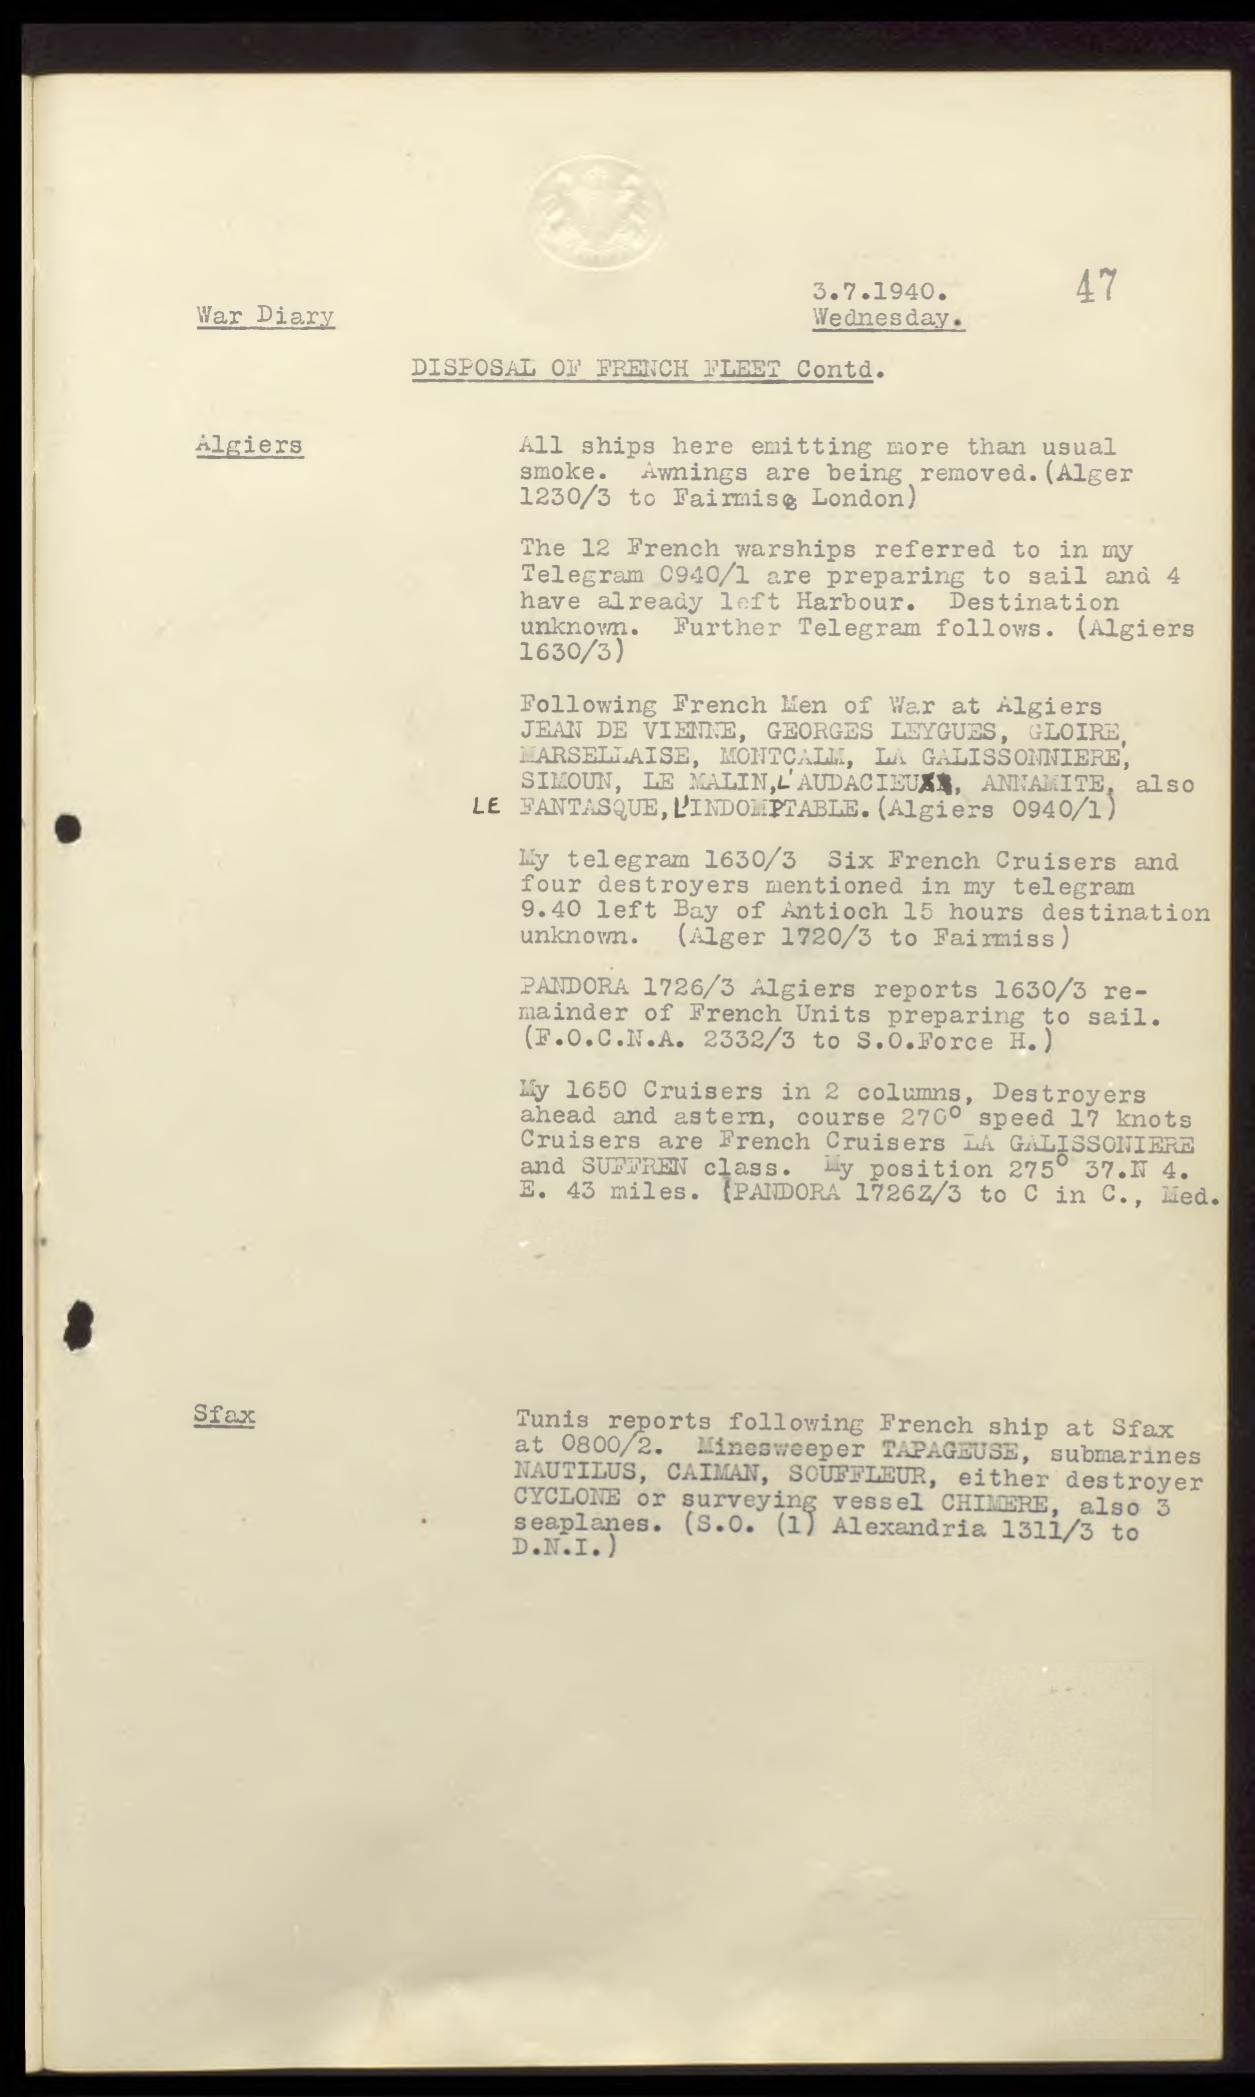 3.7.1940.
47
War Diary
Wednesday.
DISPOSAL OF FRENCH FLEET Contd.
Algiers
All ships here emitting more than usual
smoke. Awnings are being removed.(Alger
1230/3 to Fairmiss London)
The 12 French warships referred to in my
Telegram 0940/1 are preparing to sail and 4
have already left Harbour. Destination
unknown. Further Telegram follows. (Algiers
1630/3)
Following French Men of War at Algiers
JEAN DE VIENNE, GEORGES LEYGUES, GLOIRE,
MARSELLAISE, MONTCALM, LA GALISSONNIERE,
SIMOUN, LE MALIN, L'AUDACIEUX, ANNAMITE, also
LE FANTASQUE, L'INDOMPTABLE.(Algiers 0940/1)
My telegram 1630/3 Six French Cruisers and
four destroyers mentioned in my telegram
9.40 left Bay of Antioch 15 hours destination
unknown. (Alger 1720/3 to Fairmiss)
PANDORA 1726/3 Algiers reports 1630/3 re-
mainder of French Units preparing to sail.
(F.O.C.N.A. 2332/3 to S.O.Force H.)
My 1650 Cruisers in 2 columns, Destroyers
ahead and astern, course 270° speed 17 knots
Cruisers are French Cruisers LA GALISSONIERE
and SUFFREN class. My position 275° 37.N 4.
E. 43 miles. (PANDORA 1726Z/3 to C in C., Med.
Sfax
Tunis reports following French ship at Sfax
at 0800/2. Minesweeper TAPAGEUSE, submarines
NAUTILUS, CAIMAN, SOUFFLEUR, either destroyer
CYCLONE or surveying vessel CHIMERE, also 3
seaplanes. (S.O. (1) Alexandria 1311/3 to
D.N.I.)